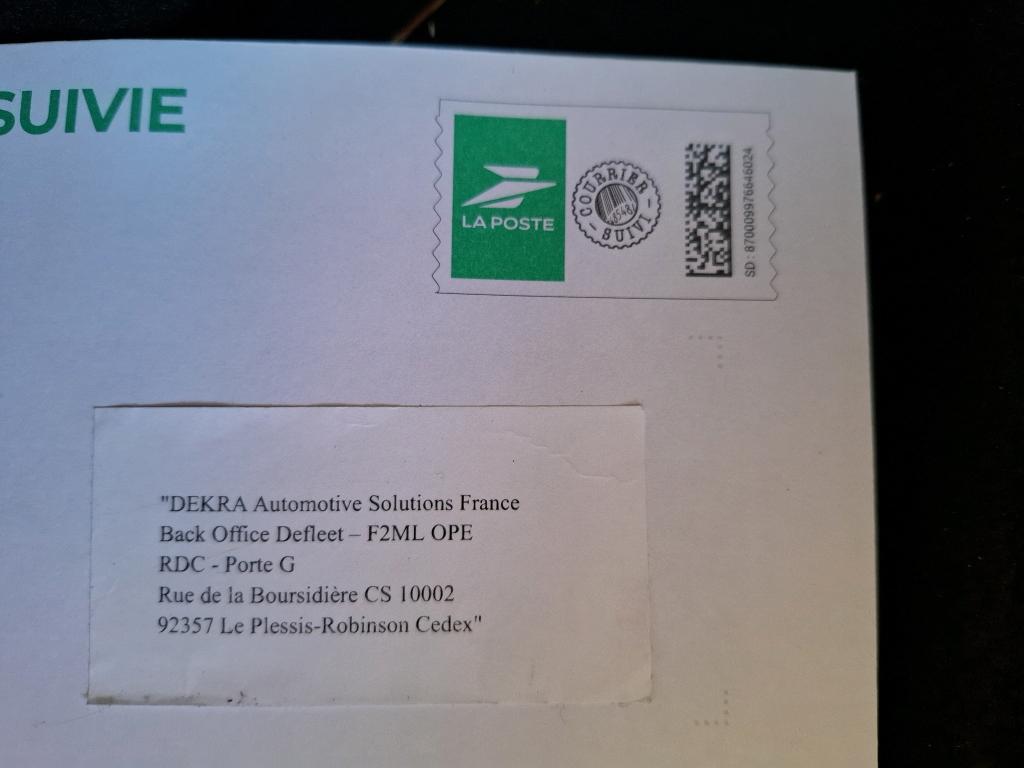 SUIVIE
LA POSTE
COURRIER
SUIVI
SD : 870009976646024
"DEKRA Automotive Solutions France
Back Office Defleet – F2ML OPE
RDC - Porte G
Rue de la Boursidière CS 10002
92357 Le Plessis-Robinson Cedex"